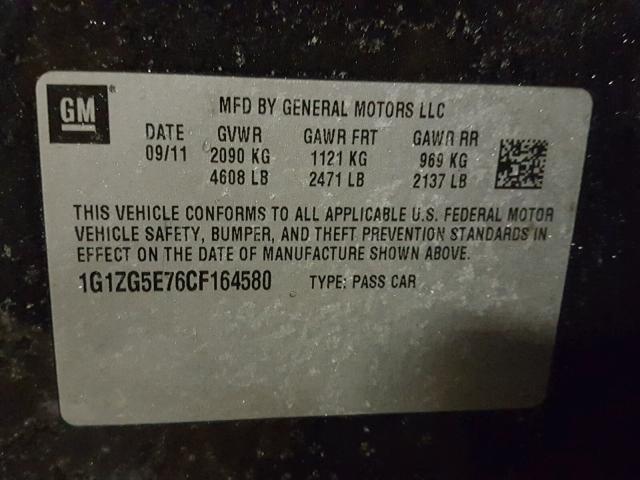 GM®
MFD BY GENERAL MOTORS LLC
DATE GVWR GAWR FRT GAWR RR
09/11 2090 KG 1121 KG 969 KG
4608 LB 2471 LB 2137 LB
THIS VEHICLE CONFORMS TO ALL APPLICABLE U.S. FEDERAL MOTOR
VEHICLE SAFETY, BUMPER, AND THEFT PREVENTION STANDARDS IN
EFFECT ON THE DATE OF MANUFACTURE SHOWN ABOVE.
1G1ZG5E76CF164580 TYPE: PASS CAR